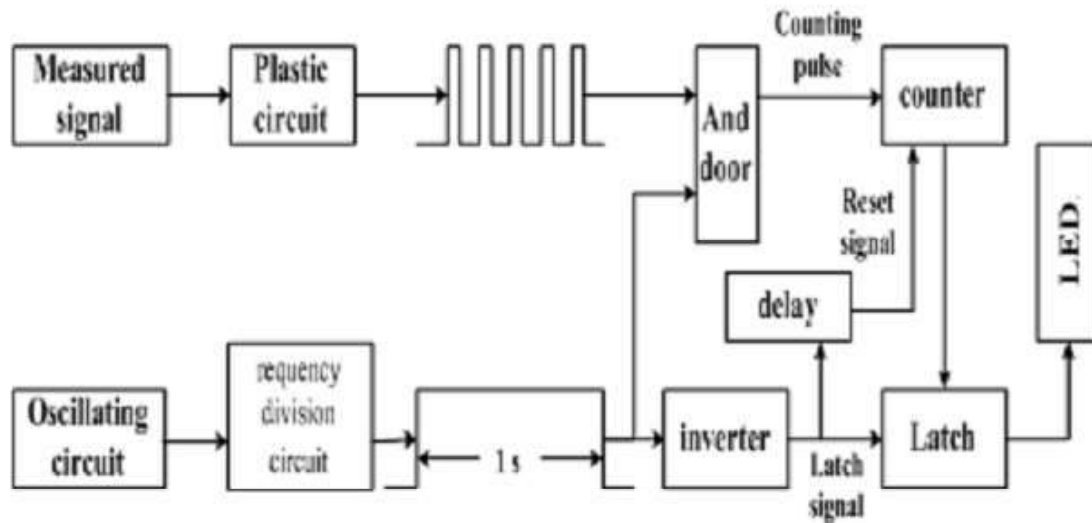 Measured
signal
Plastic
circuit
And
door
Counting
pulse
counter
Reset
signal
LED
delay
Oscillating
circuit
requency
division
circuit
1 s
inverter
Latch
signal
Latch